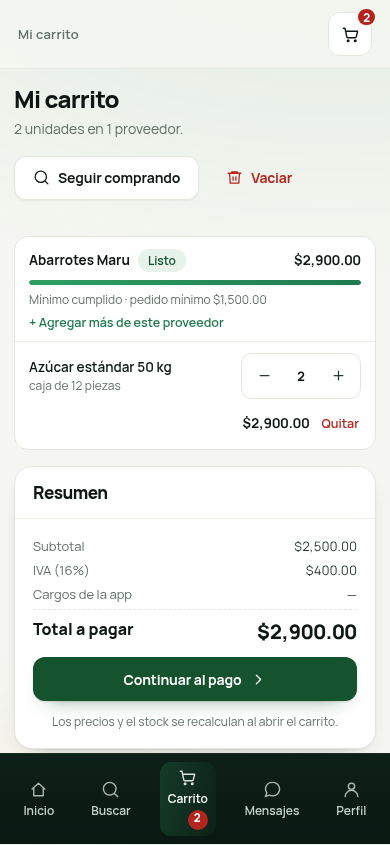 Mi carrito
2
Mi carrito
2 unidades en 1 proveedor.
Seguir comprando
Vaciar
Abarrotes Maru Listo $2,900.00
Mínimo cumplido · pedido mínimo $1,500.00
+ Agregar más de este proveedor
Azúcar estándar 50 kg
caja de 12 piezas
− 2 +
$2,900.00 Quitar
Resumen
Subtotal $2,500.00
IVA (16%) $400.00
Cargos de la app —
Total a pagar $2,900.00
Continuar al pago
Los precios y el stock se recalculan al abrir el carrito.
Inicio Buscar Carrito Mensajes Perfil
2